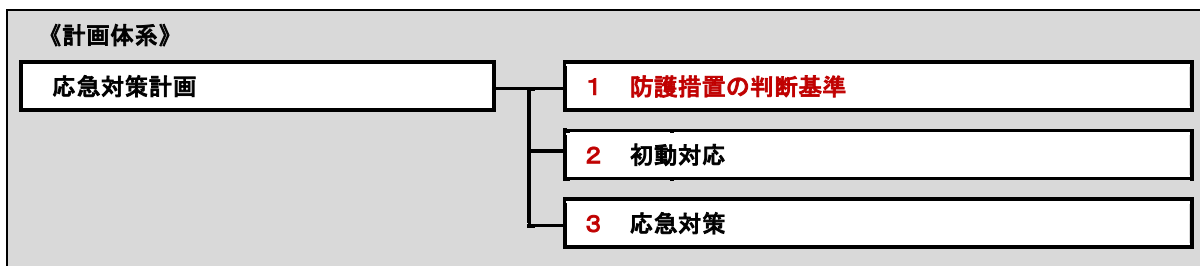 《計画体系》
応急対策計画
１ 防護措置の判断基準
２ 初動対応
３ 応急対策